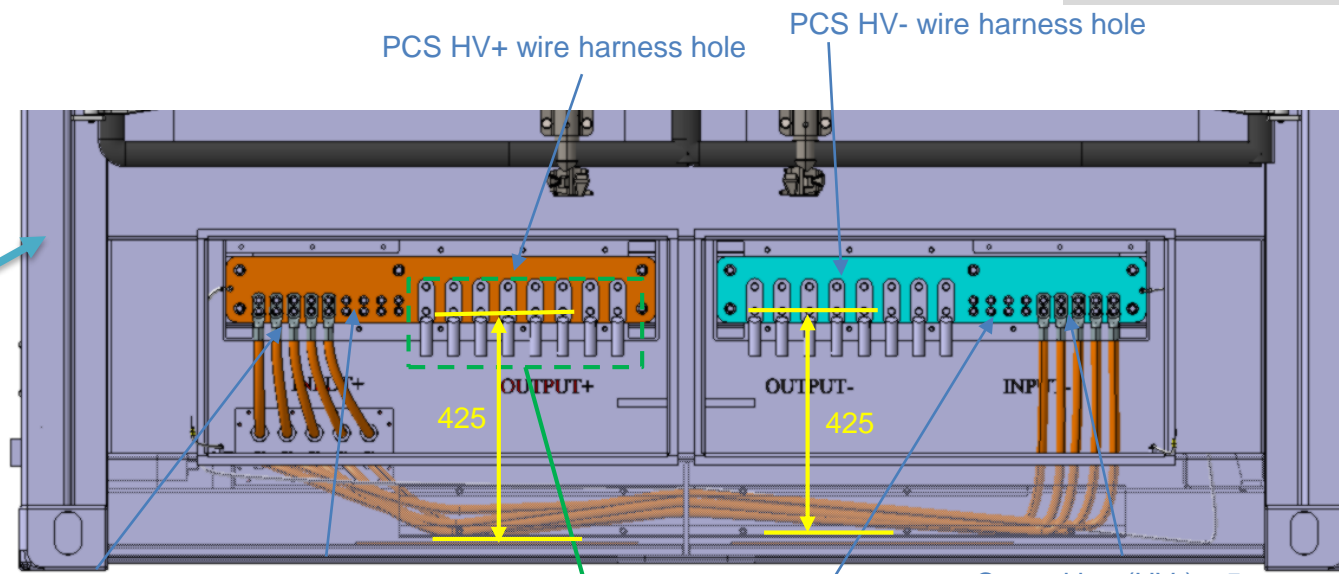 PCS HV- wire harness hole
PCS HV+ wire harness hole
OUTPUT+
OUTPUT-
425
425